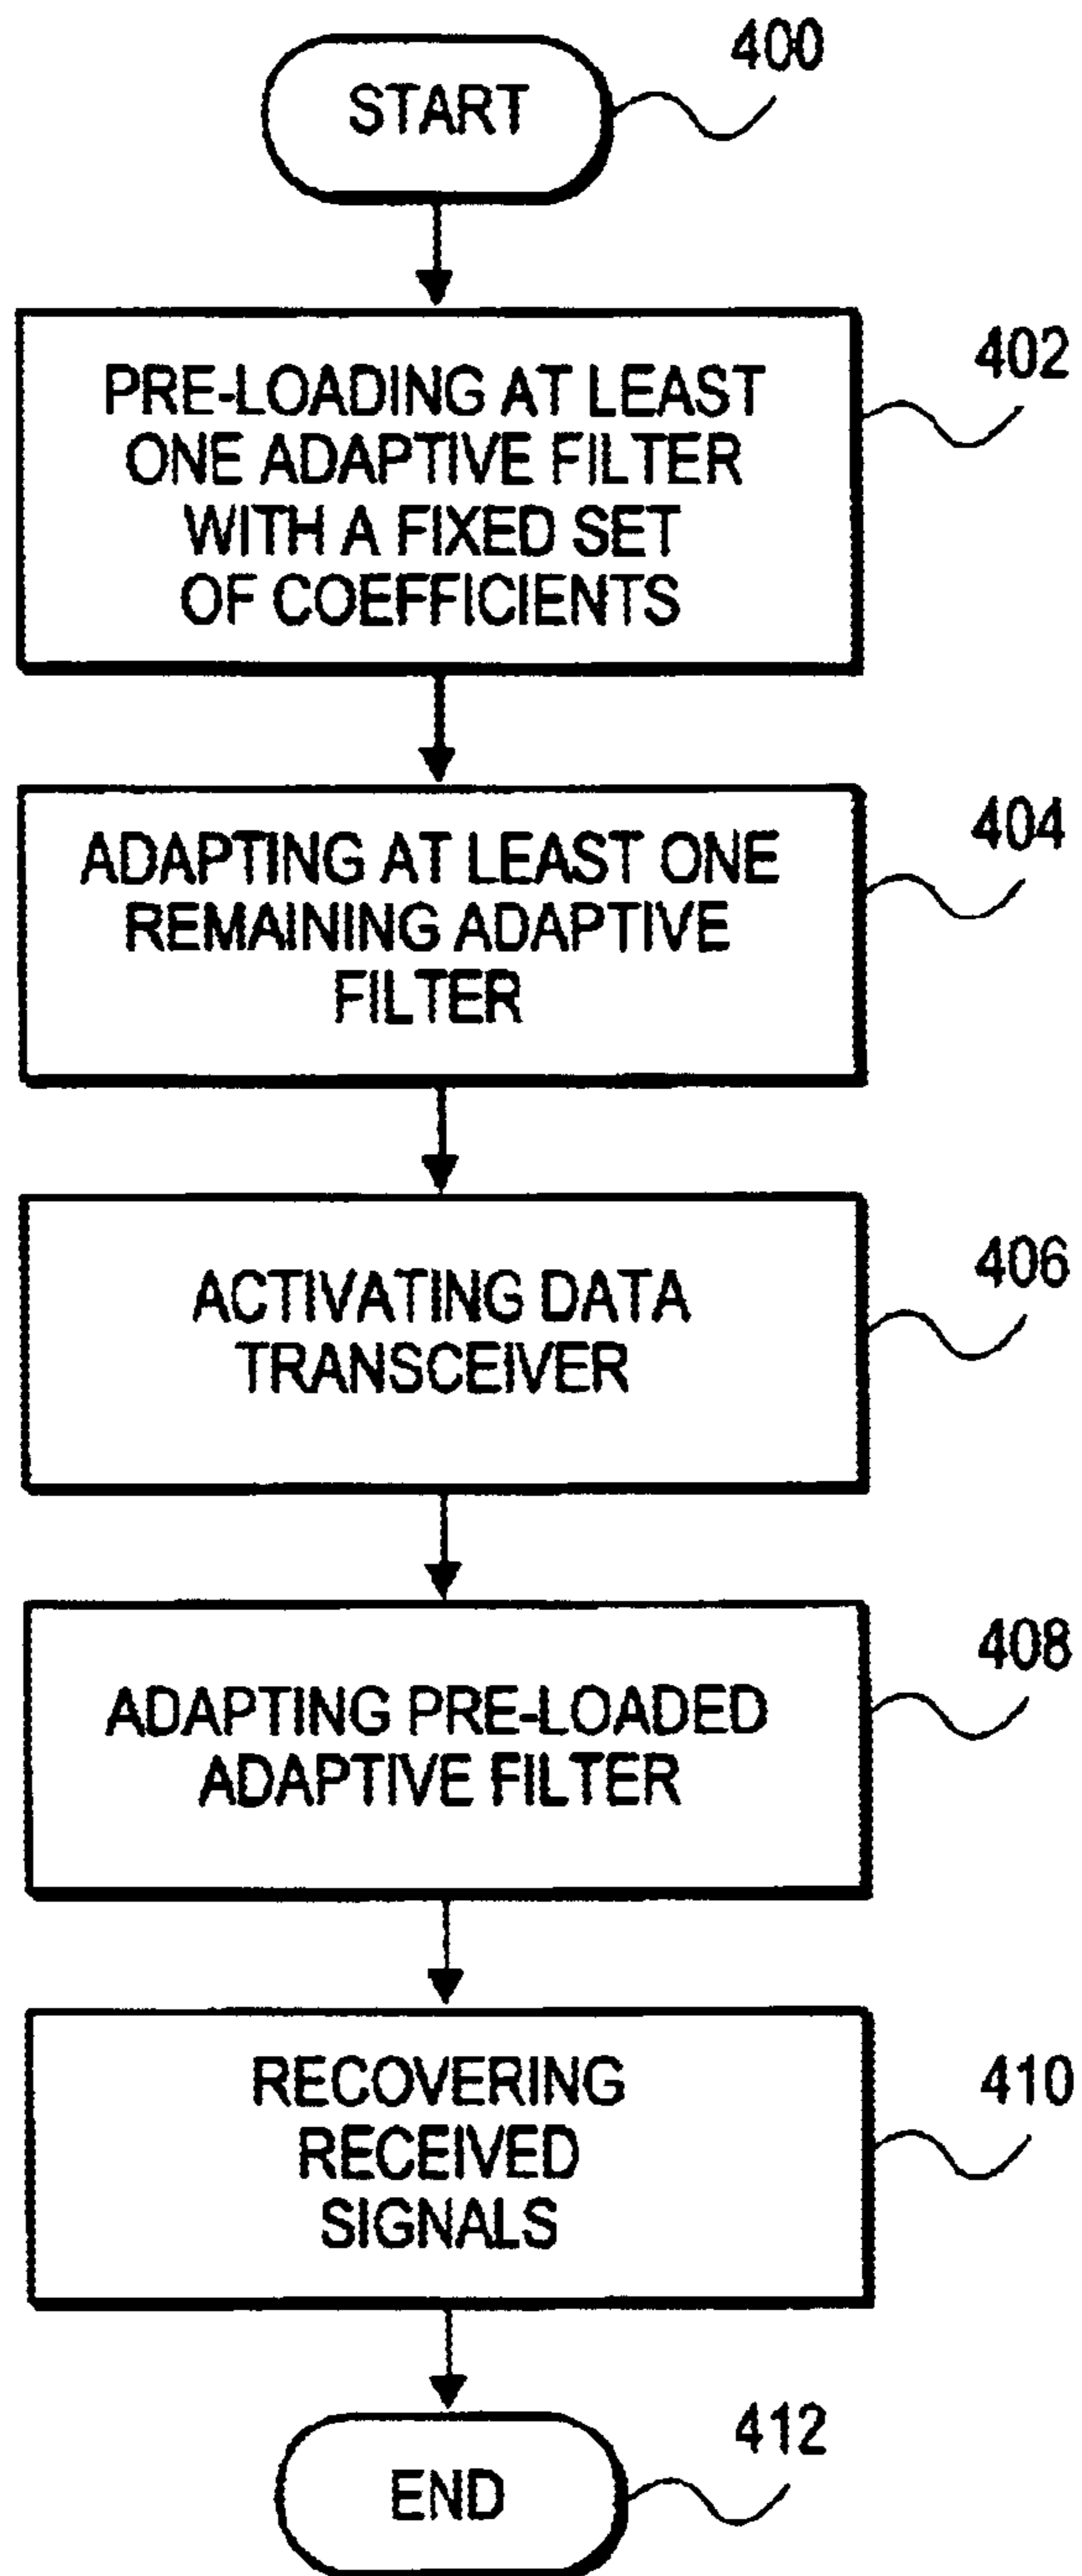 400
START
402
PRE-LOADING AT LEAST
ONE ADAPTIVE FILTER
WITH A FIXED SET
OF COEFFICIENTS
404
ADAPTING AT LEAST ONE
REMAINING ADAPTIVE
FILTER
406
ACTIVATING DATA
TRANSCEIVER
408
ADAPTING PRE-LOADED
ADAPTIVE FILTER
410
RECOVERING
RECEIVED
SIGNALS
412
END